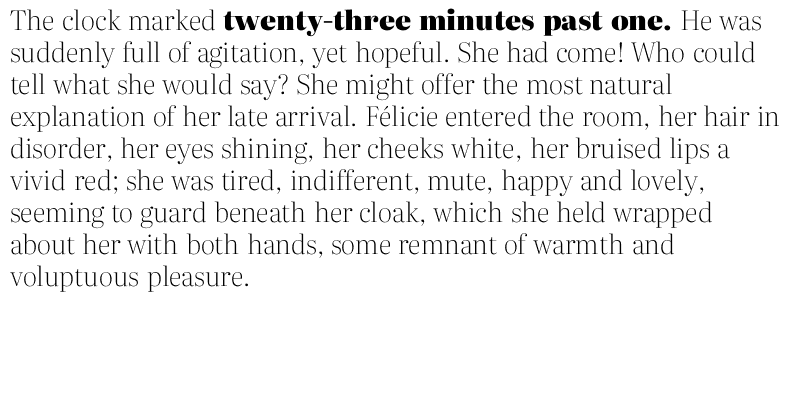 The clock marked twenty-three minutes past one. He was
suddenly full of agitation, yet hopeful. She had come! Who could
tell what she would say? She might offer the most natural
explanation of her late arrival. Félicie entered the room, her hair in
disorder, her eyes shining, her cheeks white, her bruised lips a
vivid red; she was tired, indifferent, mute, happy and lovely,
seeming to guard beneath her cloak, which she held wrapped
about her with both hands, some remnant of warmth and
voluptuous pleasure.